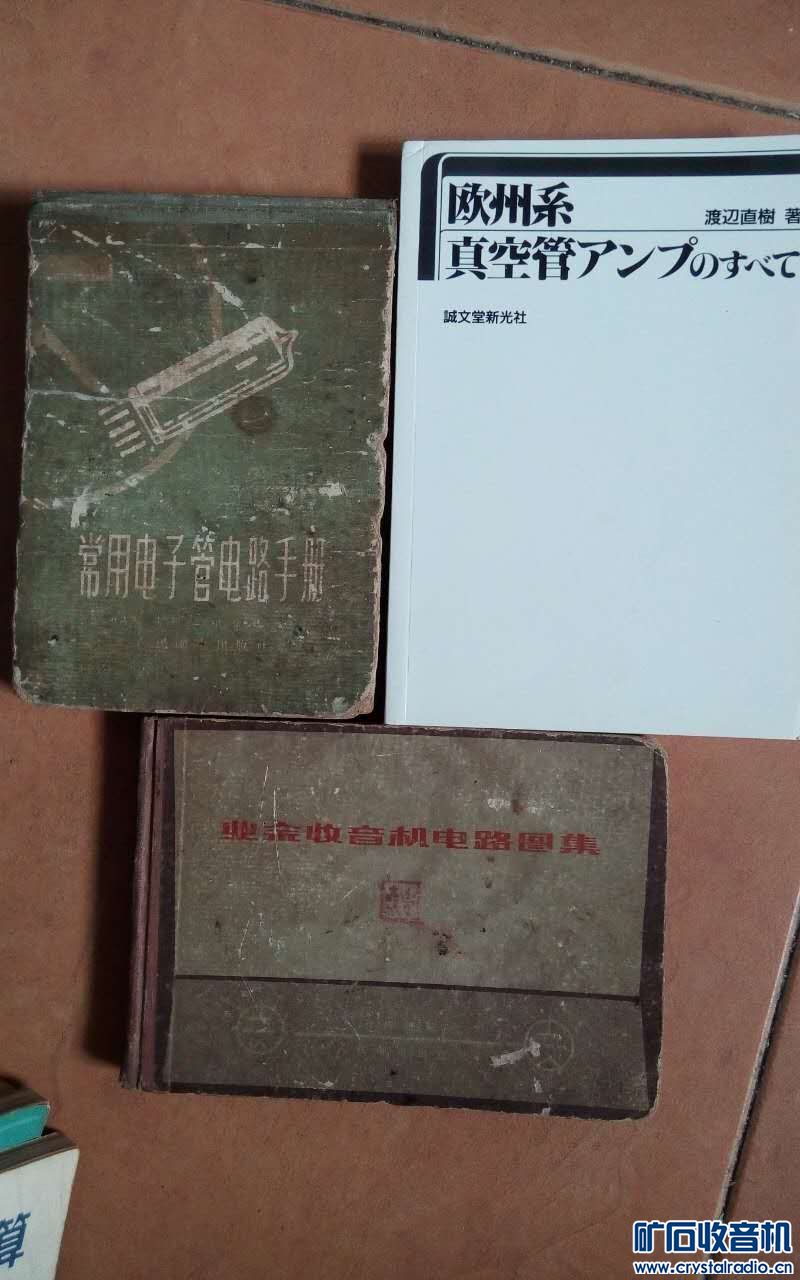 欧州系
渡辺直樹 著
真空管アンプのすべて
誠文堂新光社
常用电子管电路手册
业余收音机电路图集
算
矿石收音机
www.crystalradio.cn